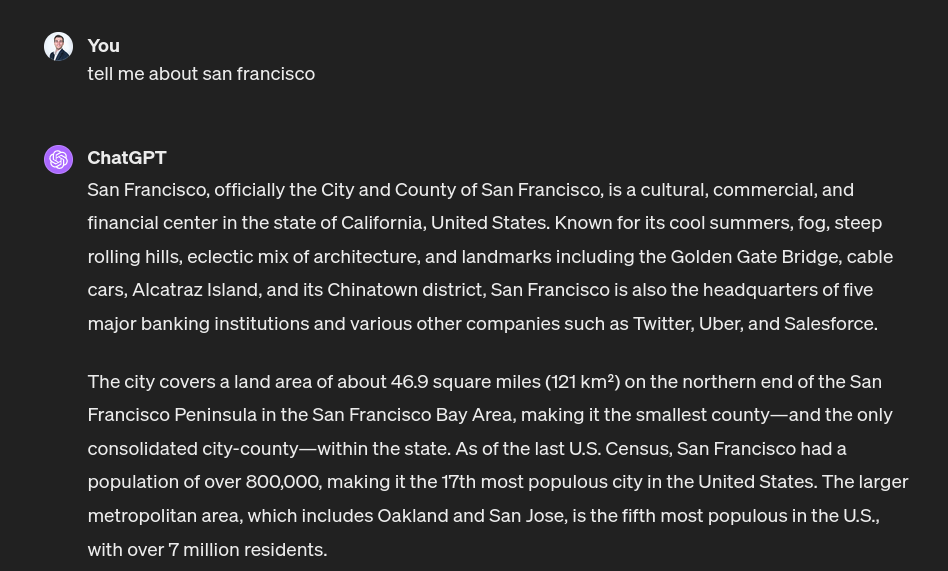 You
tell me about san francisco
ChatGPT
San Francisco, officially the City and County of San Francisco, is a cultural, commercial, and
financial center in the state of California, United States. Known for its cool summers, fog, steep
rolling hills, eclectic mix of architecture, and landmarks including the Golden Gate Bridge, cable
cars, Alcatraz Island, and its Chinatown district, San Francisco is also the headquarters of five
major banking institutions and various other companies such as Twitter, Uber, and Salesforce.
The city covers a land area of about 46.9 square miles (121 km²) on the northern end of the San
Francisco Peninsula in the San Francisco Bay Area, making it the smallest county—and the only
consolidated city-county—within the state. As of the last U.S. Census, San Francisco had a
population of over 800,000, making it the 17th most populous city in the United States. The larger
metropolitan area, which includes Oakland and San Jose, is the fifth most populous in the U.S.,
with over 7 million residents.